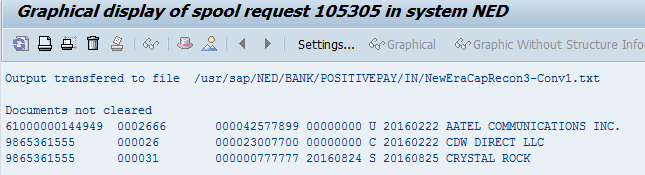 Graphical display of spool request 105305 in system NED
Settings... Graphical Graphic Without Structure Info
Output transfered to file /usr/sap/NED/BANK/POSITIVEPAY/IN/NewEraCapRecon3-Conv1.txt
Documents not cleared
61000000144949 0002666 000042577899 00000000 U 20160222 AATEL COMMUNICATIONS INC.
9865361555 000026 000023007700 00000000 C 20160222 CDW DIRECT LLC
9865361555 000031 000000777777 20160824 S 20160825 CRYSTAL ROCK